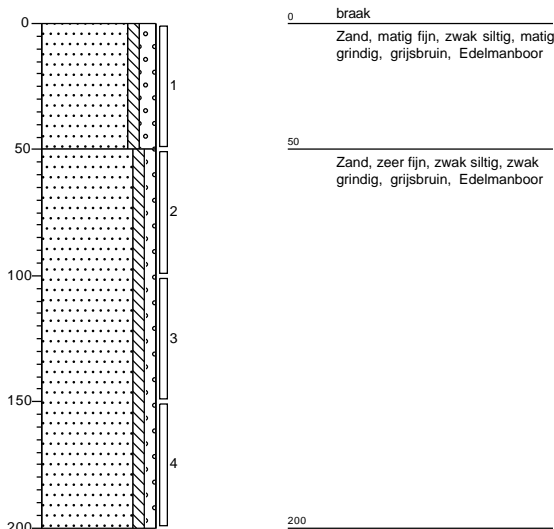 0
50
100
150
200
1
2
3
4
0
braak
Zand, matig fijn, zwak siltig, matig
grindig, grijsbruin, Edelmanboor
50
Zand, zeer fijn, zwak siltig, zwak
grindig, grijsbruin, Edelmanboor
200